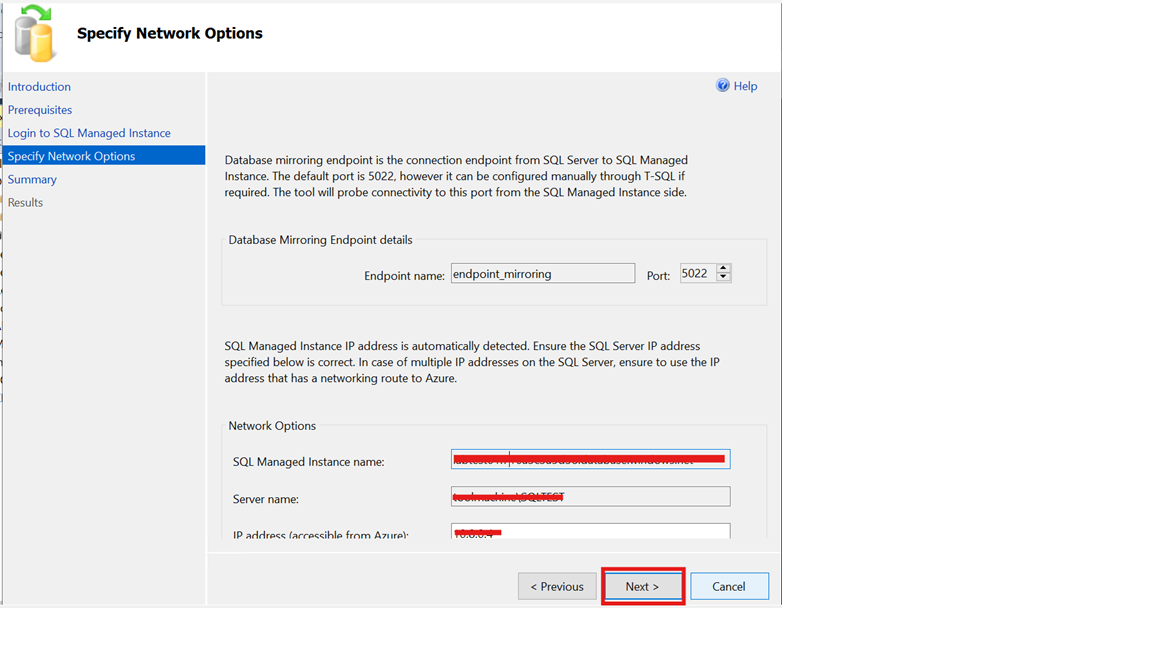 Specify Network Options
Introduction
Prerequisites
Login to SQL Managed Instance
Specify Network Options
Summary
Results
Help
Database mirroring endpoint is the connection endpoint from SQL Server to SQL Managed
Instance. The default port is 5022, however it can be configured manually through T-SQL if
required. The tool will probe connectivity to this port from the SQL Managed Instance side.
Database Mirroring Endpoint details
Endpoint name: endpoint_mirroring Port: 5022
SQL Managed Instance IP address is automatically detected. Ensure the SQL Server IP address
specified below is correct. In case of multiple IP addresses on the SQL Server, ensure to use the IP
address that has a networking route to Azure.
Network Options
SQL Managed Instance name:
Server name:
IP address (accessible from Azure):
< Previous Next > Cancel